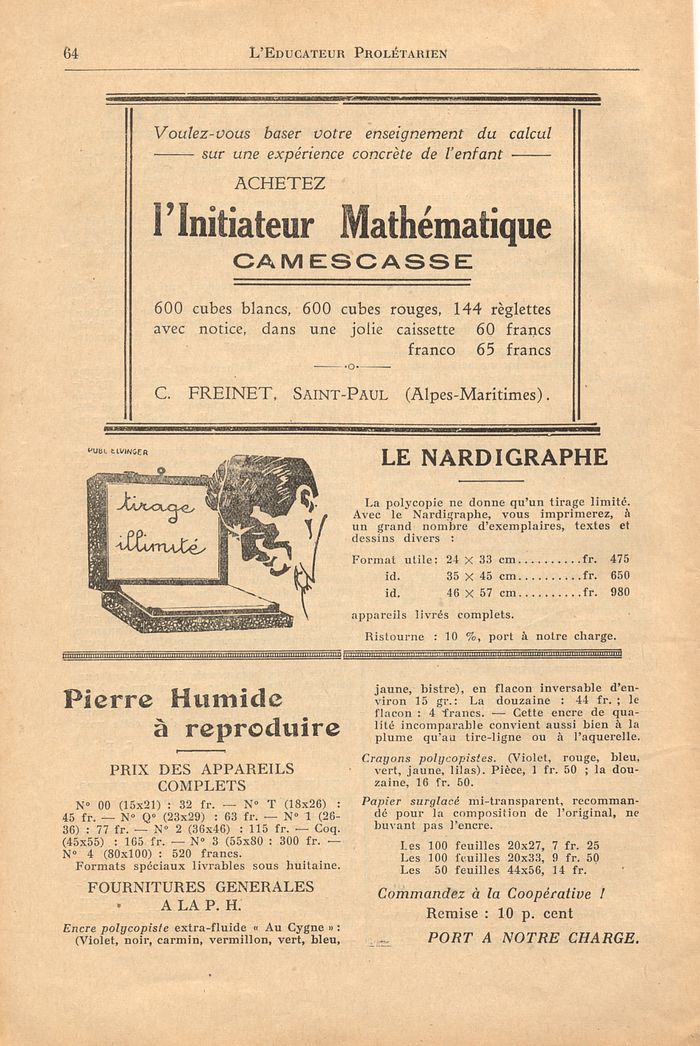 64
L'Educateur Prolétarien
Voulez-vous baser votre enseignement du calcul
sur une expérience concrète de l'enfant
ACHETEZ
l'Initiateur Mathématique
CAMESCASSE
600 cubes blancs, 600 cubes rouges, 144 règlettes
avec notice, dans une jolie caissette 60 francs
franco 65 francs
C. FREINET, Saint-Paul (Alpes-Maritimes).
PUBL ELVINGER
tirage
illimité
LE NARDIGRAPHE
La polycopie ne donne qu'un tirage limité.
Avec le Nardigraphe, vous imprimerez, à
un grand nombre d'exemplaires, textes et
dessins divers :
Format utile: 24 × 33 cm..........fr. 475
id. 35 × 45 cm..........fr. 650
id. 46 × 57 cm..........fr. 980
appareils livrés complets.
Ristourne : 10 %, port à notre charge.
Pierre Humide
à reproduire
PRIX DES APPAREILS
COMPLETS
N° 00 (15x21) : 32 fr. — N° T (18x26) :
45 fr. — N° Q° (23x29) : 63 fr. — N° 1 (26-
36) : 77 fr. — N° 2 (36x46) : 115 fr. — Coq.
(45x55) : 165 fr. — N° 3 (55x80 : 300 fr. —
N° 4 (80x100) : 520 francs.
Formats spéciaux livrables sous huitaine.
FOURNITURES GENERALES
A LA P. H.
Encre polycopiste extra-fluide « Au Cygne » :
(Violet, noir, carmin, vermillon, vert, bleu,
jaune, bistre), en flacon inversable d'en-
viron 15 gr.: La douzaine : 44 fr. ; le
flacon : 4 francs. — Cette encre de qua-
lité incomparable convient aussi bien à la
plume qu'au tire-ligne ou à l'aquerelle.
Crayons polycopistes. (Violet, rouge, bleu,
vert, jaune, lilas). Pièce, 1 fr. 50 ; la dou-
zaine, 16 fr. 50.
Papier surglacé mi-transparent, recomman-
dé pour la composition de l'original, ne
buvant pas l'encre.
Les 100 feuilles 20x27, 7 fr. 25
Les 100 feuilles 20x33, 9 fr. 50
Les 50 feuilles 44x56, 14 fr.
Commandez à la Coopérative !
Remise : 10 p. cent
PORT A NOTRE CHARGE.